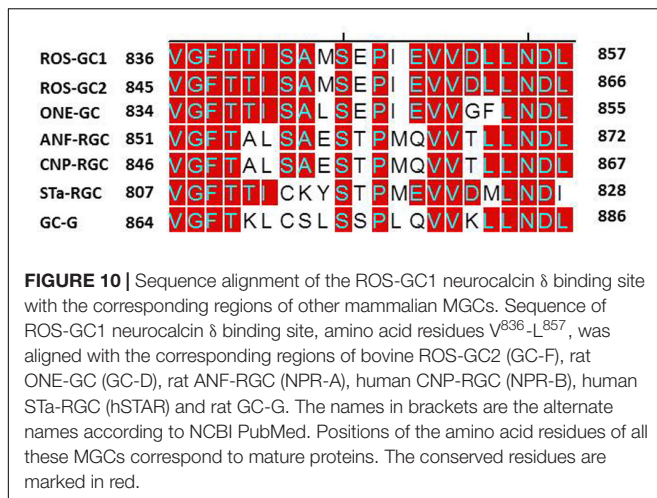 ROS-GC1 836 VGFTTISAMSEPIEVVDLLNDL 857
ROS-GC2 845 VGFTTISAMSEPIEVVDLLNDL 866
ONE-GC 834 VGFTTISALSEPIEVVGFLNDL 855
ANF-RGC 851 VGFTALSAESTPMQVVTLLNDL 872
CNP-RGC 846 VGFTALSAESTPMQVVTLLNDL 867
STa-RGC 807 VGFTTICKYSTPMEVVDMLNDI 828
GC-G 864 VGFTKLCSLSSPLQVVKLLNDL 886
FIGURE 10 | Sequence alignment of the ROS-GC1 neurocalcin δ binding site
with the corresponding regions of other mammalian MGCs. Sequence of
ROS-GC1 neurocalcin δ binding site, amino acid residues V836-L857, was
aligned with the corresponding regions of bovine ROS-GC2 (GC-F), rat
ONE-GC (GC-D), rat ANF-RGC (NPR-A), human CNP-RGC (NPR-B), human
STa-RGC (hSTAR) and rat GC-G. The names in brackets are the alternate
names according to NCBI PubMed. Positions of the amino acid residues of all
these MGCs correspond to mature proteins. The conserved residues are
marked in red.